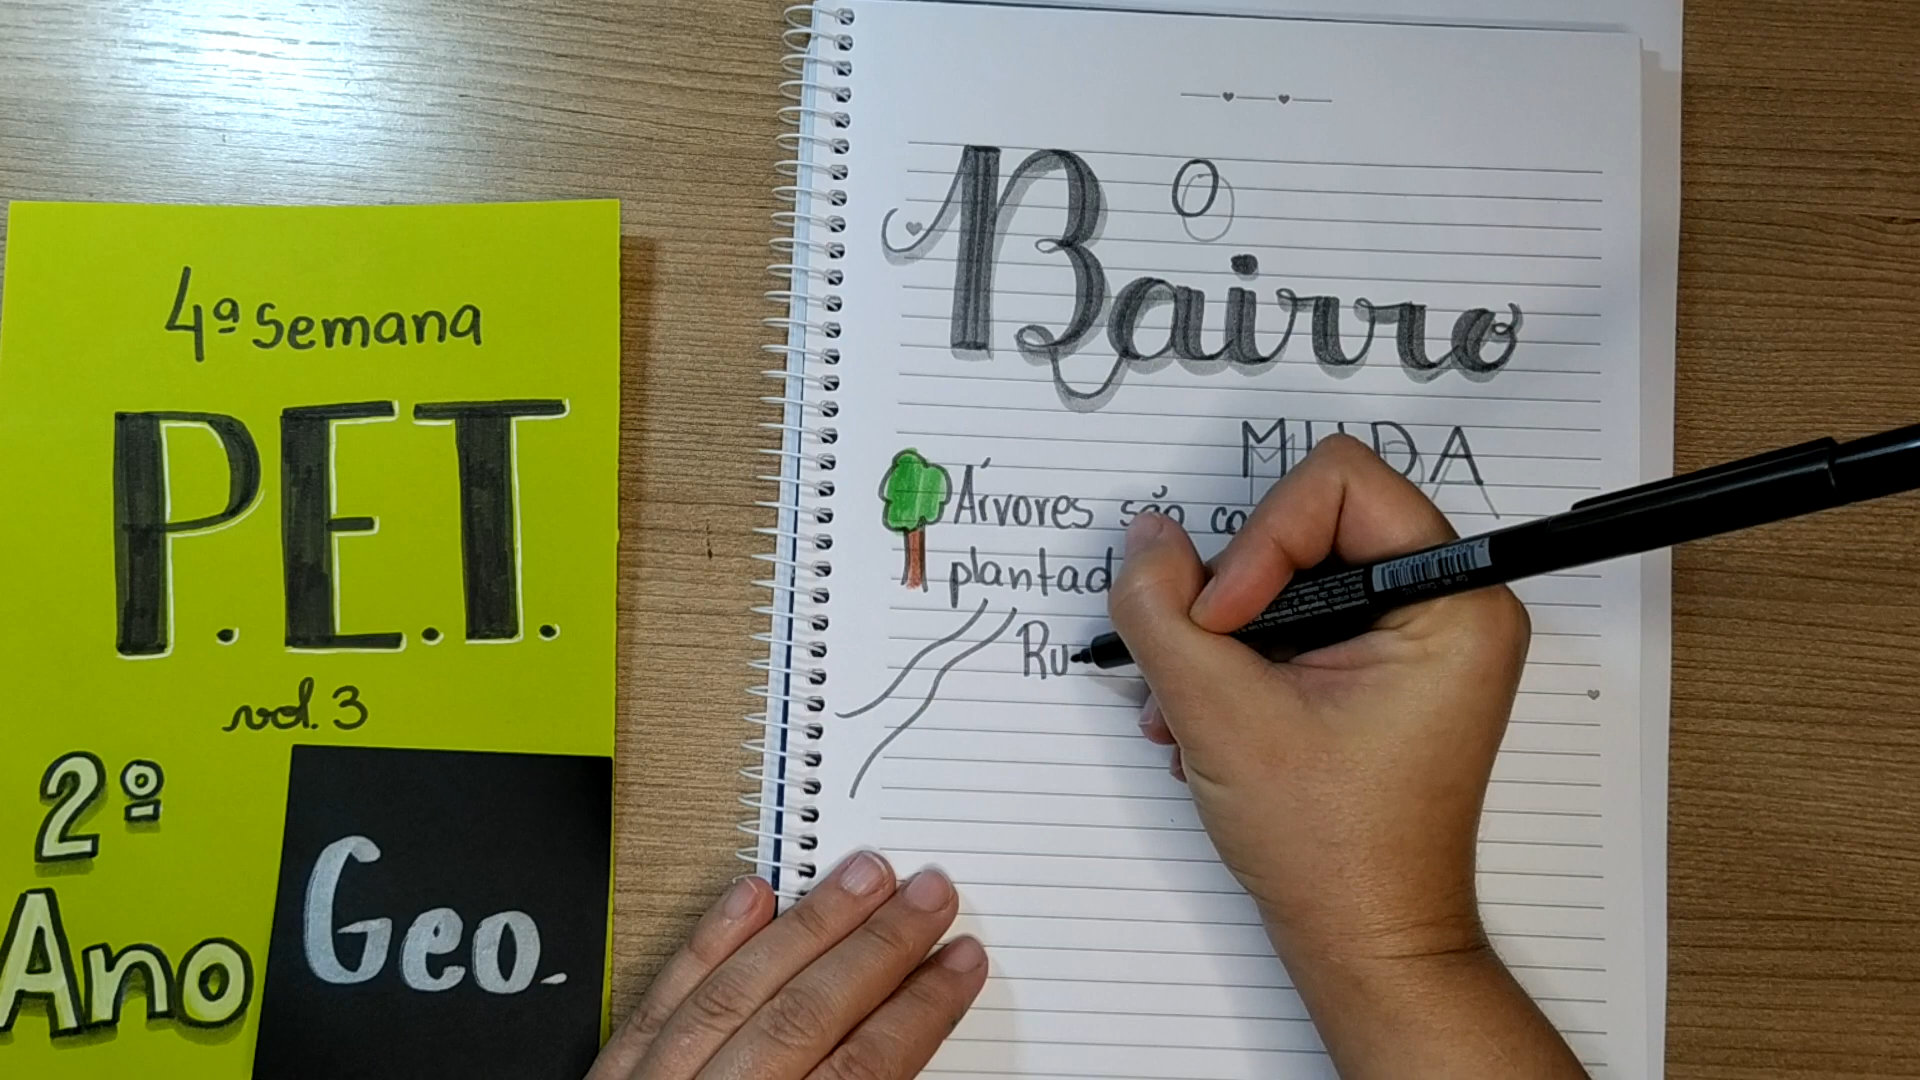 4ª Semana
P.E.T.
vol. 3
2º
Ano
Geo.
O
Bairro
MUDA
Árvores são
plantad
Ru